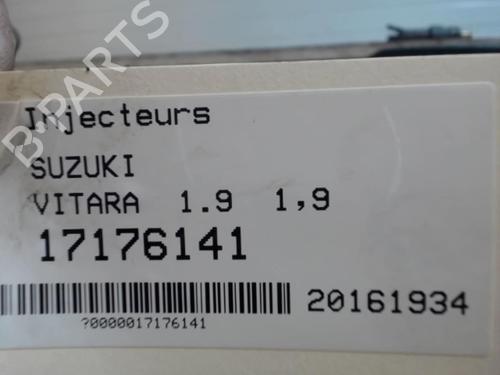 Injecteurs
SUZUKI
VITARA 1.9 1,9
17176141
20161934
?0000017176141
B-PARTS